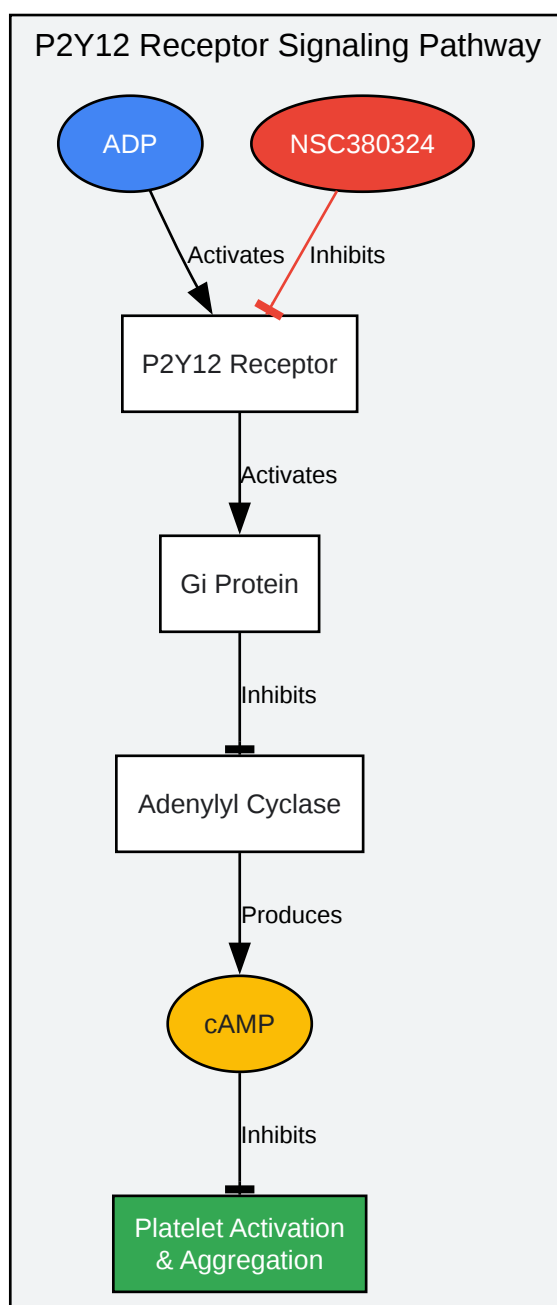 P2Y12 Receptor Signaling Pathway
ADP
NSC380324
Activates
Inhibits
P2Y12 Receptor
Activates
Gi Protein
Inhibits
Adenylyl Cyclase
Produces
cAMP
Inhibits
Platelet Activation
& Aggregation